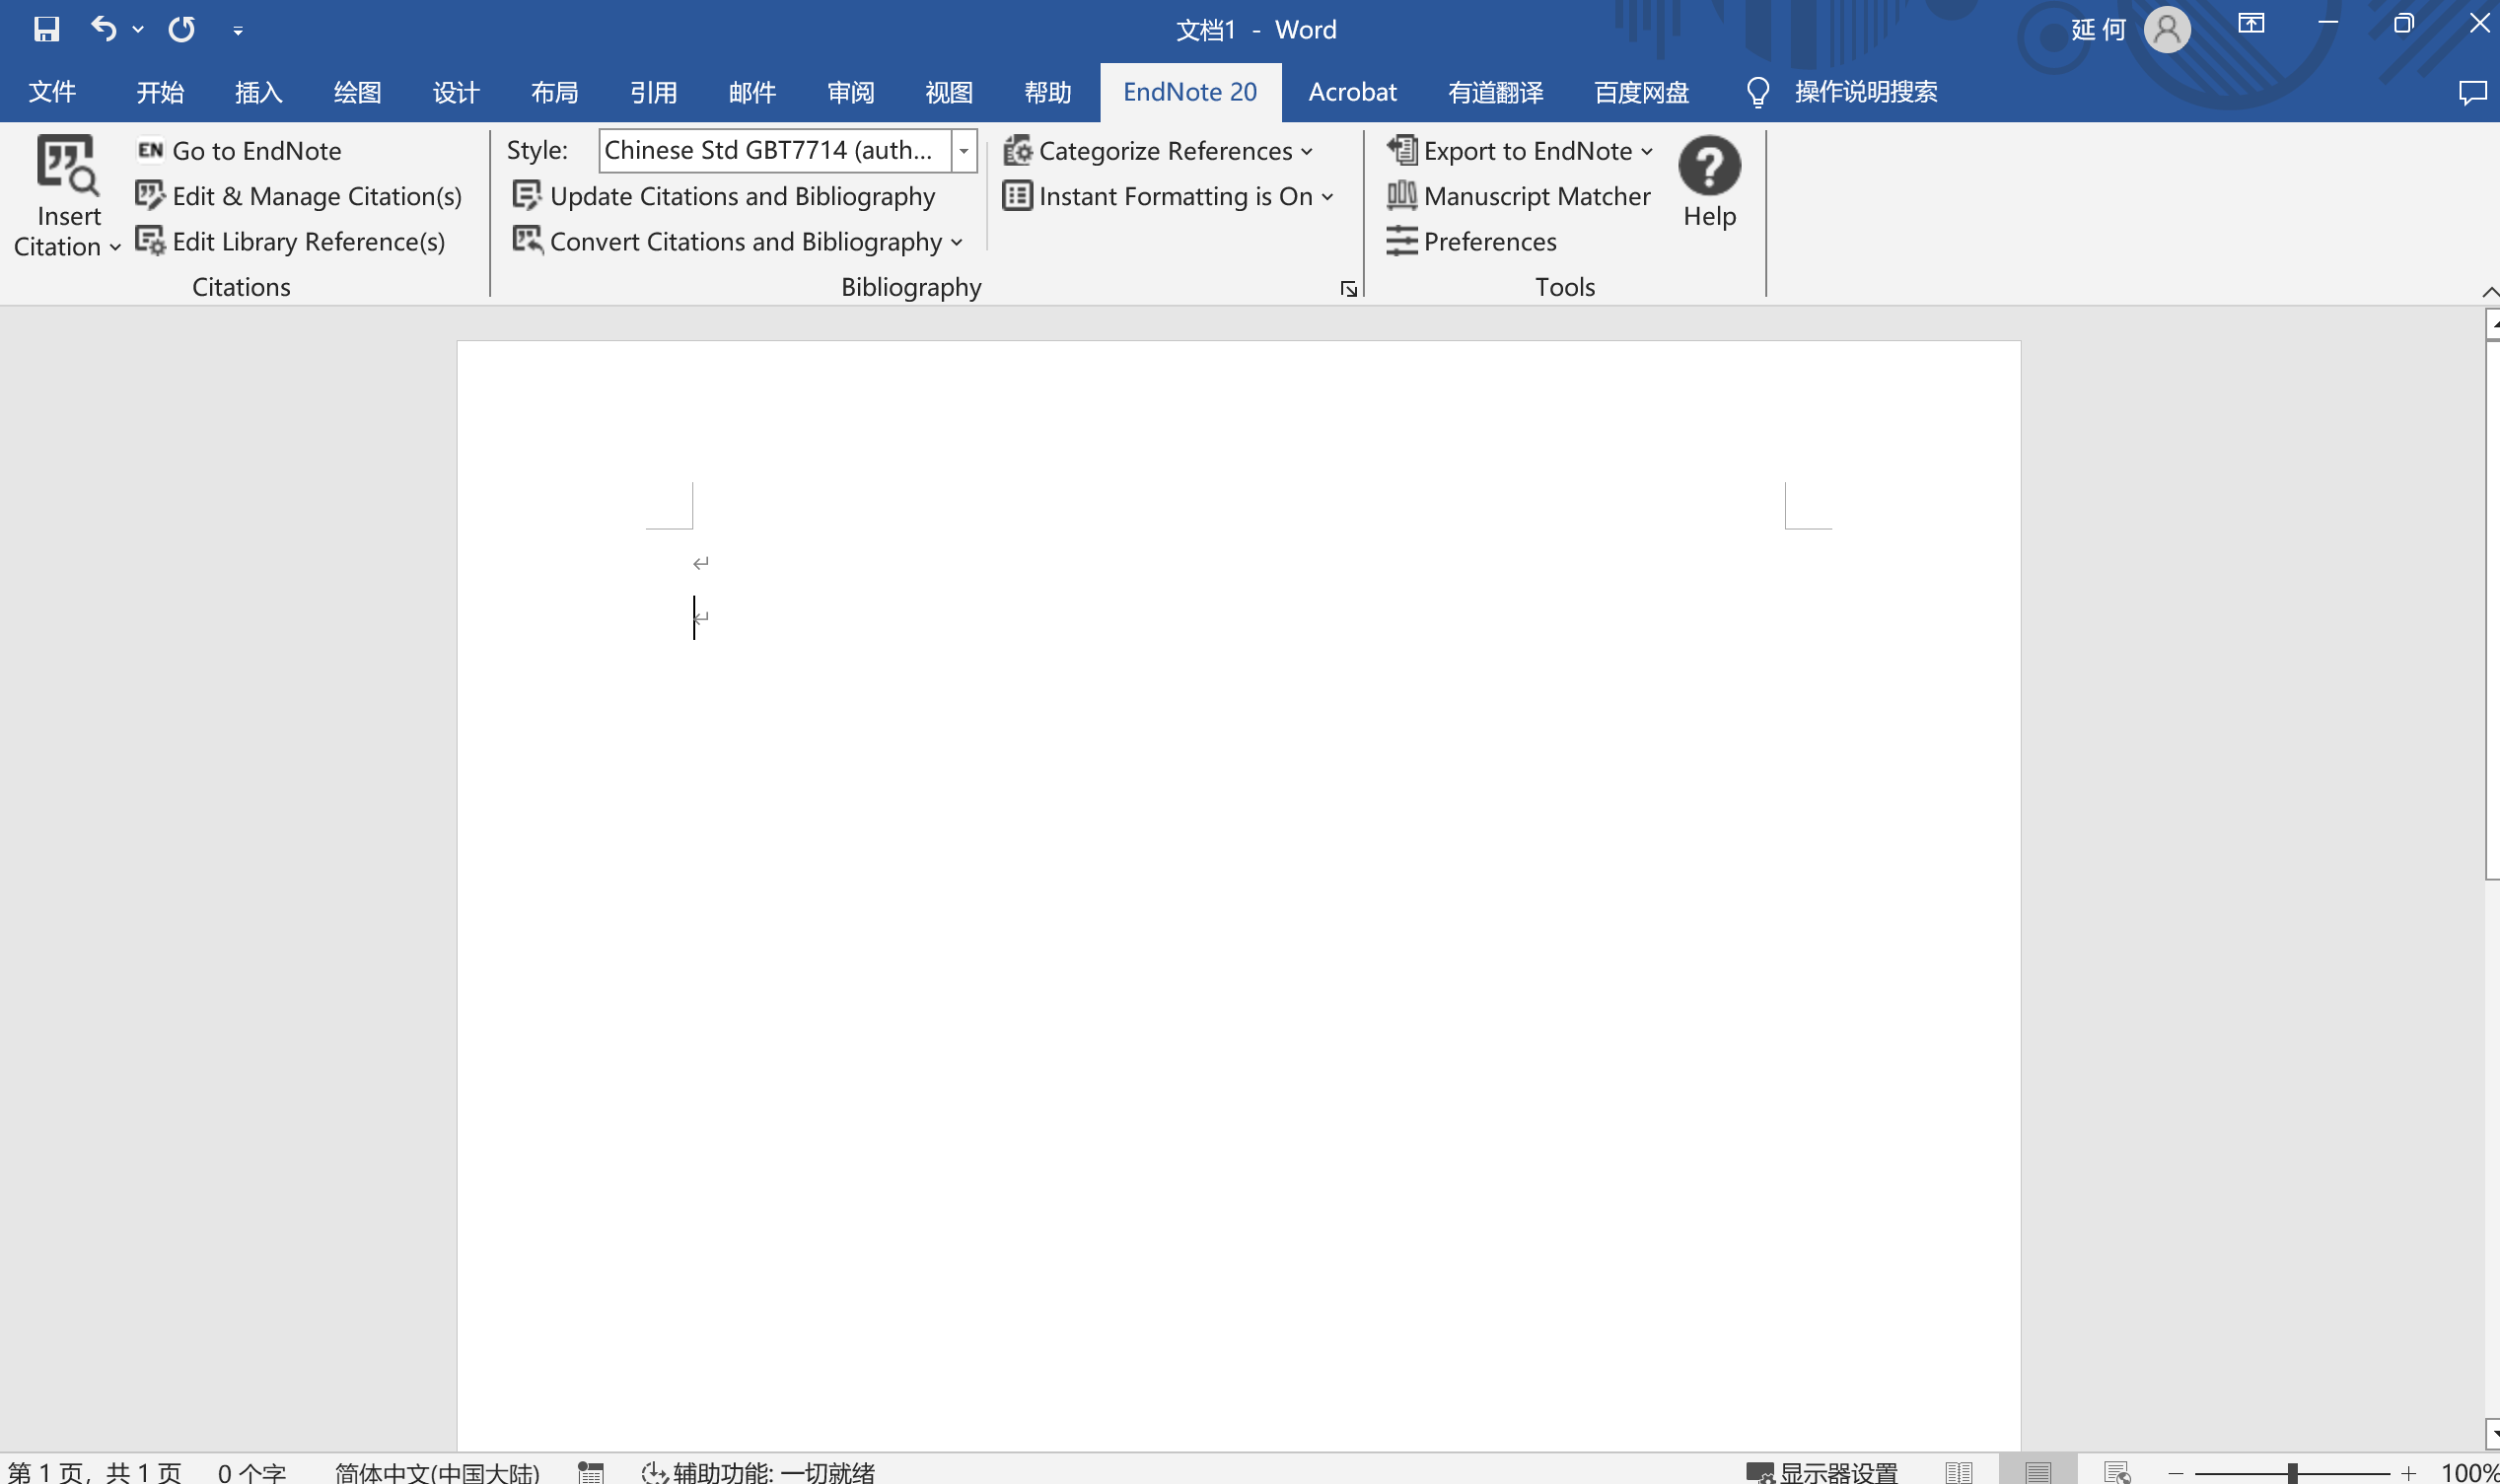 文档1 - Word
延 何
文件 开始 插入 绘图 设计 布局 引用 邮件 审阅 视图 帮助 EndNote 20 Acrobat 有道翻译 百度网盘 操作说明搜索
Insert Citation
EN Go to EndNote
Edit & Manage Citation(s)
Edit Library Reference(s)
Citations
Style: Chinese Std GBT7714 (auth...
Update Citations and Bibliography
Convert Citations and Bibliography
Categorize References
Instant Formatting is On
Bibliography
Export to EndNote
Manuscript Matcher
Preferences
Help
Tools
第 1 页，共 1 页 0 个字 简体中文(中国大陆) 辅助功能: 一切就绪 显示器设置 100%